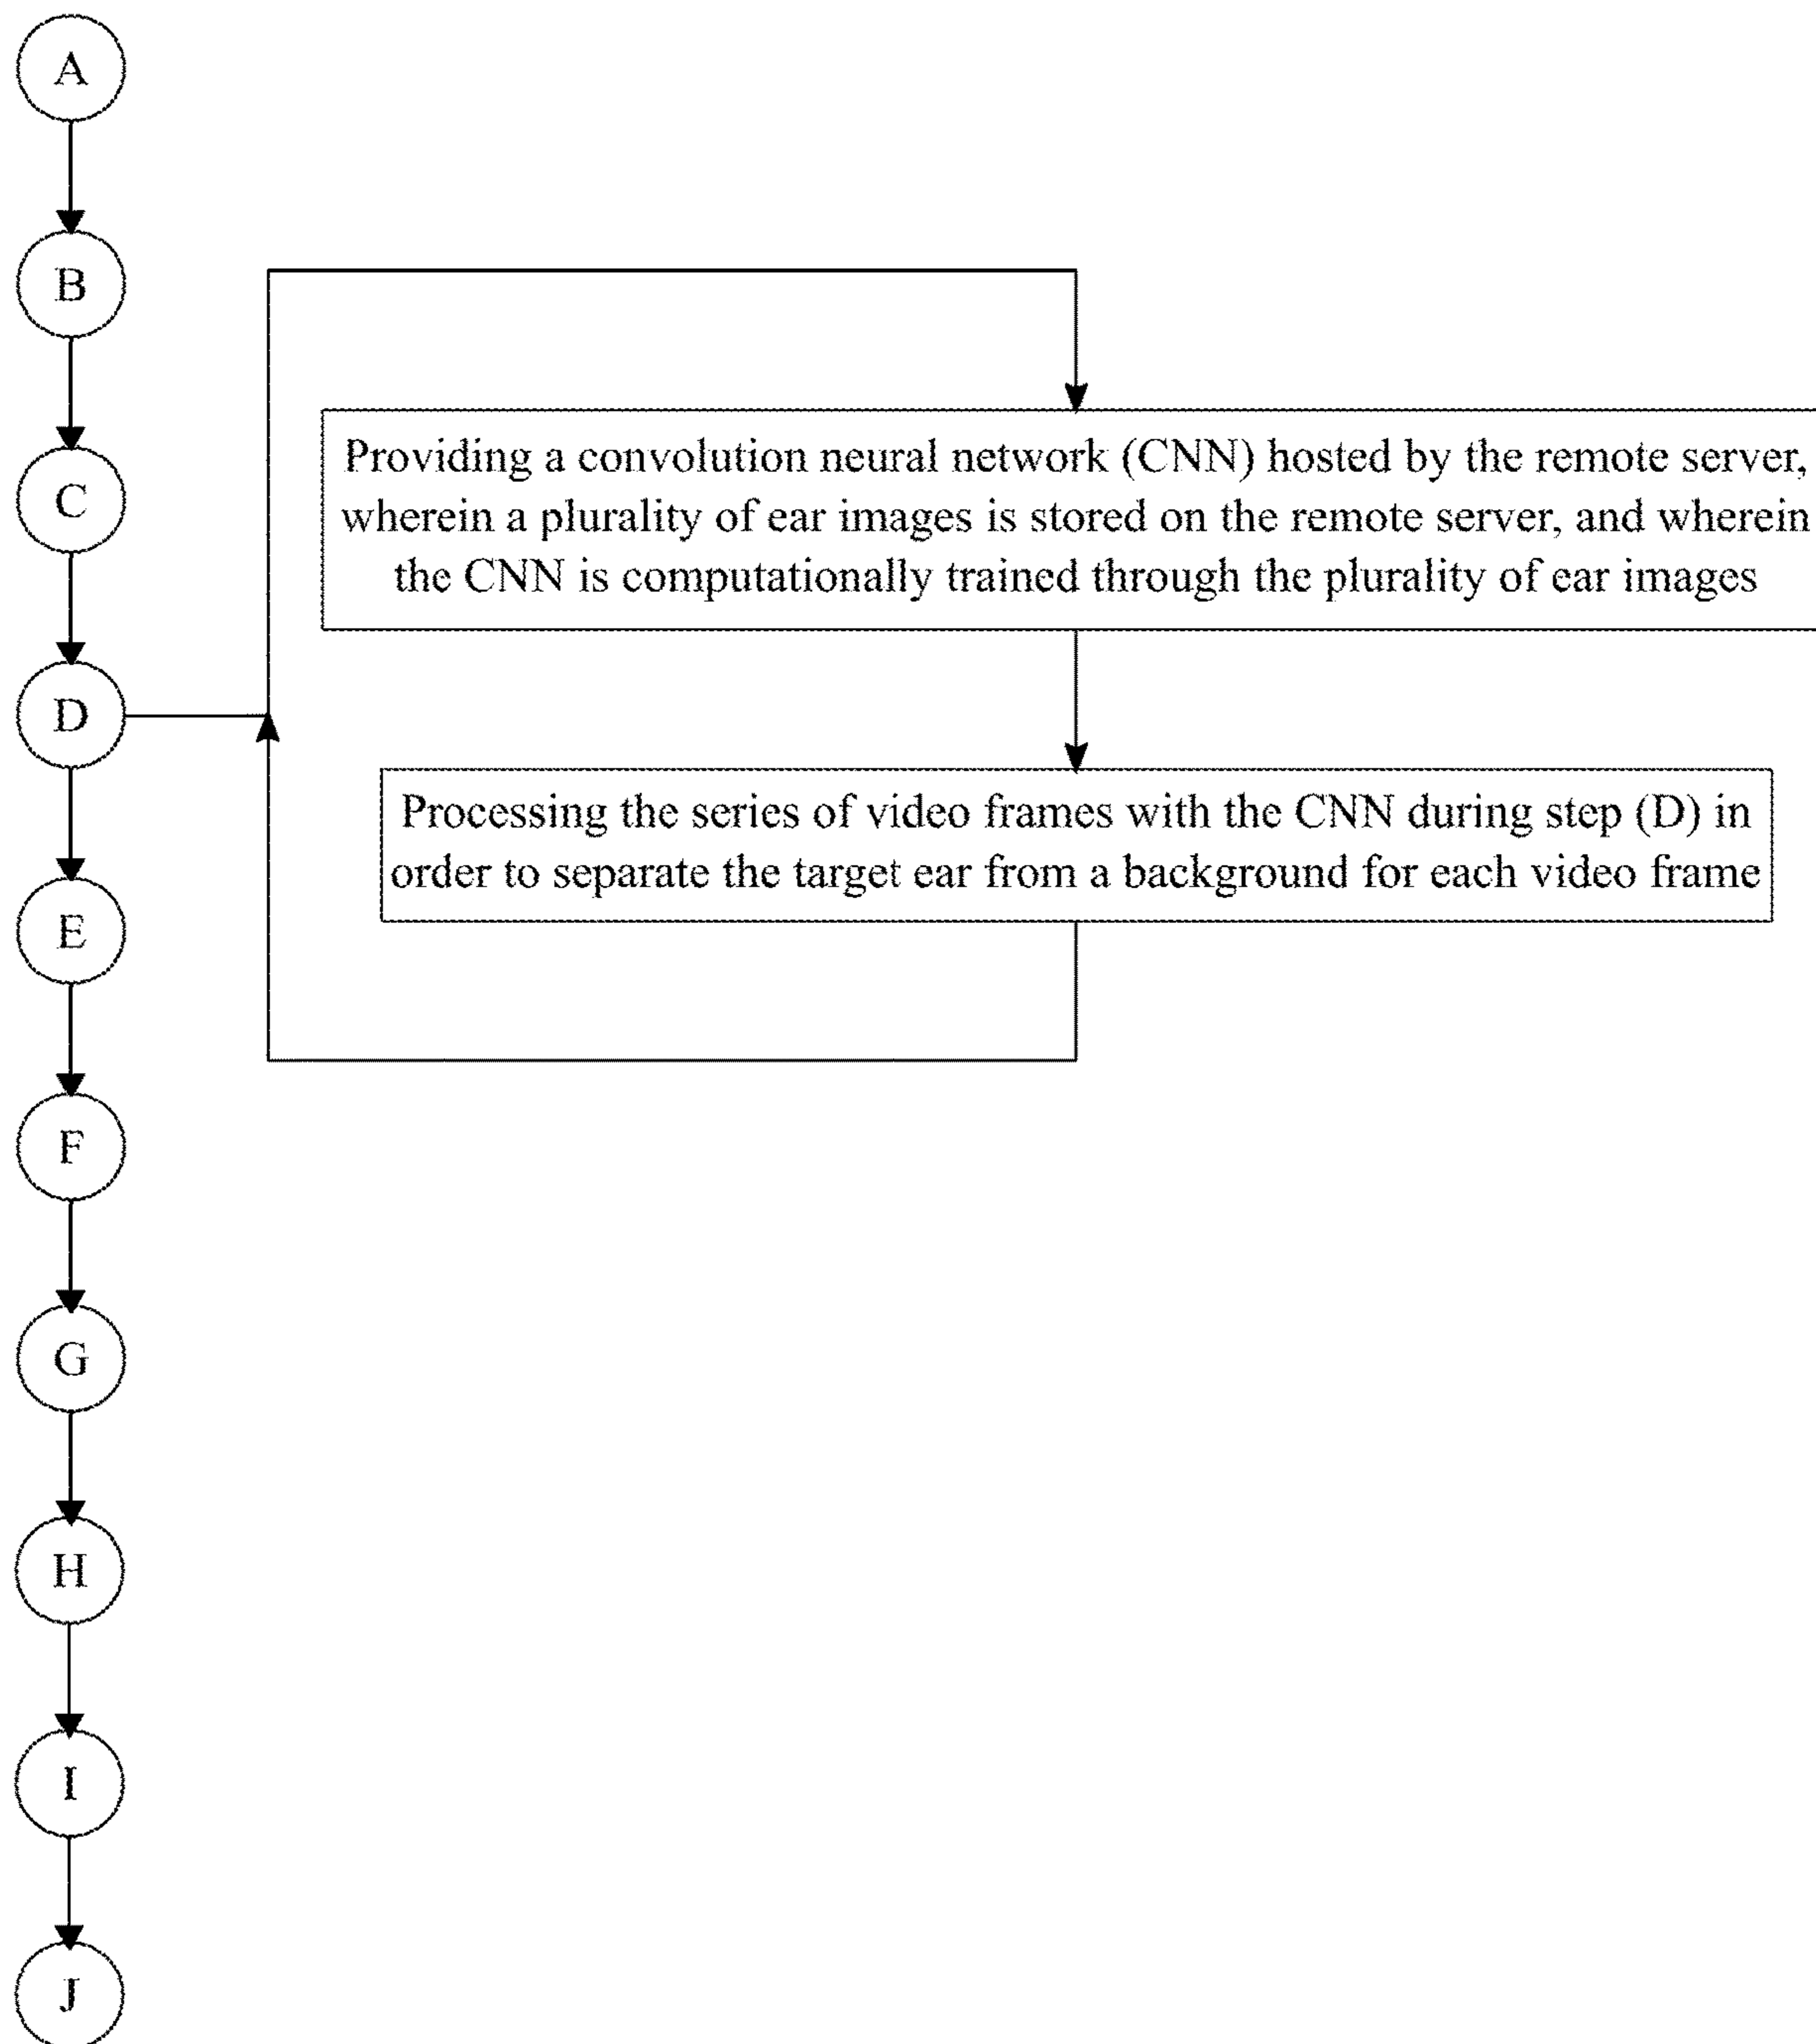 A
B
C
Providing a convolution neural network (CNN) hosted by the remote server,
wherein a plurality of ear images is stored on the remote server, and wherein
the CNN is computationally trained through the plurality of ear images
D
Processing the series of video frames with the CNN during step (D) in
order to separate the target ear from a background for each video frame
E
F
G
H
I
J